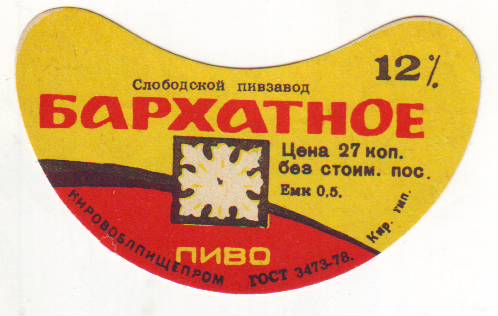 12%
Слободской пивзавод
БАРХАТНОЕ
Цена 27 коп.
без стоим. пос.
Емк 0,5.
Кир. тип.
ПИВО
КИРОВОБЛПИЩЕПРОМ ГОСТ 3473-78.